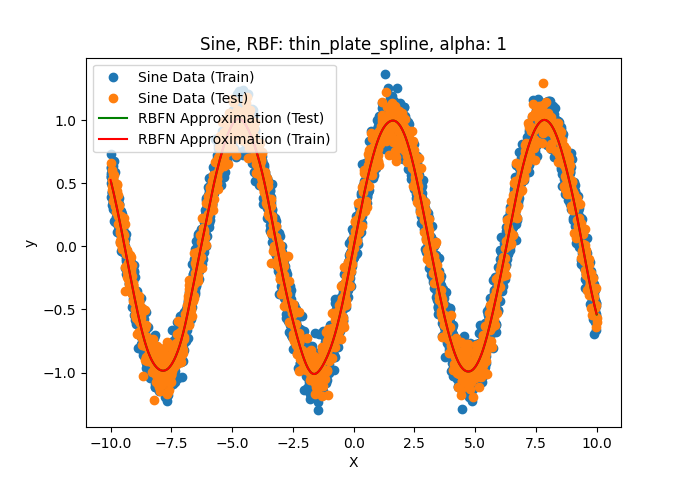 Sine, RBF: thin_plate_spline, alpha: 1
Sine Data (Train)
Sine Data (Test)
RBFN Approximation (Test)
RBFN Approximation (Train)
1.0
0.5
0.0
−0.5
−1.0
y
−10.0 −7.5 −5.0 −2.5 0.0 2.5 5.0 7.5 10.0
X